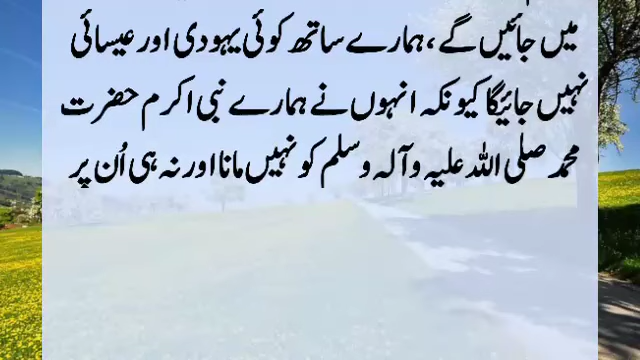 میں جائیں گے، ہمارے ساتھ کوئی یہودی اور عیسائی
نہیں جائیگا کیونکہ انہوں نے ہمارے نبی اکرم حضرت
محمد صلی اللہ علیہ وآلہ وسلم کو نہیں مانا اور نہ ہی اُن پر